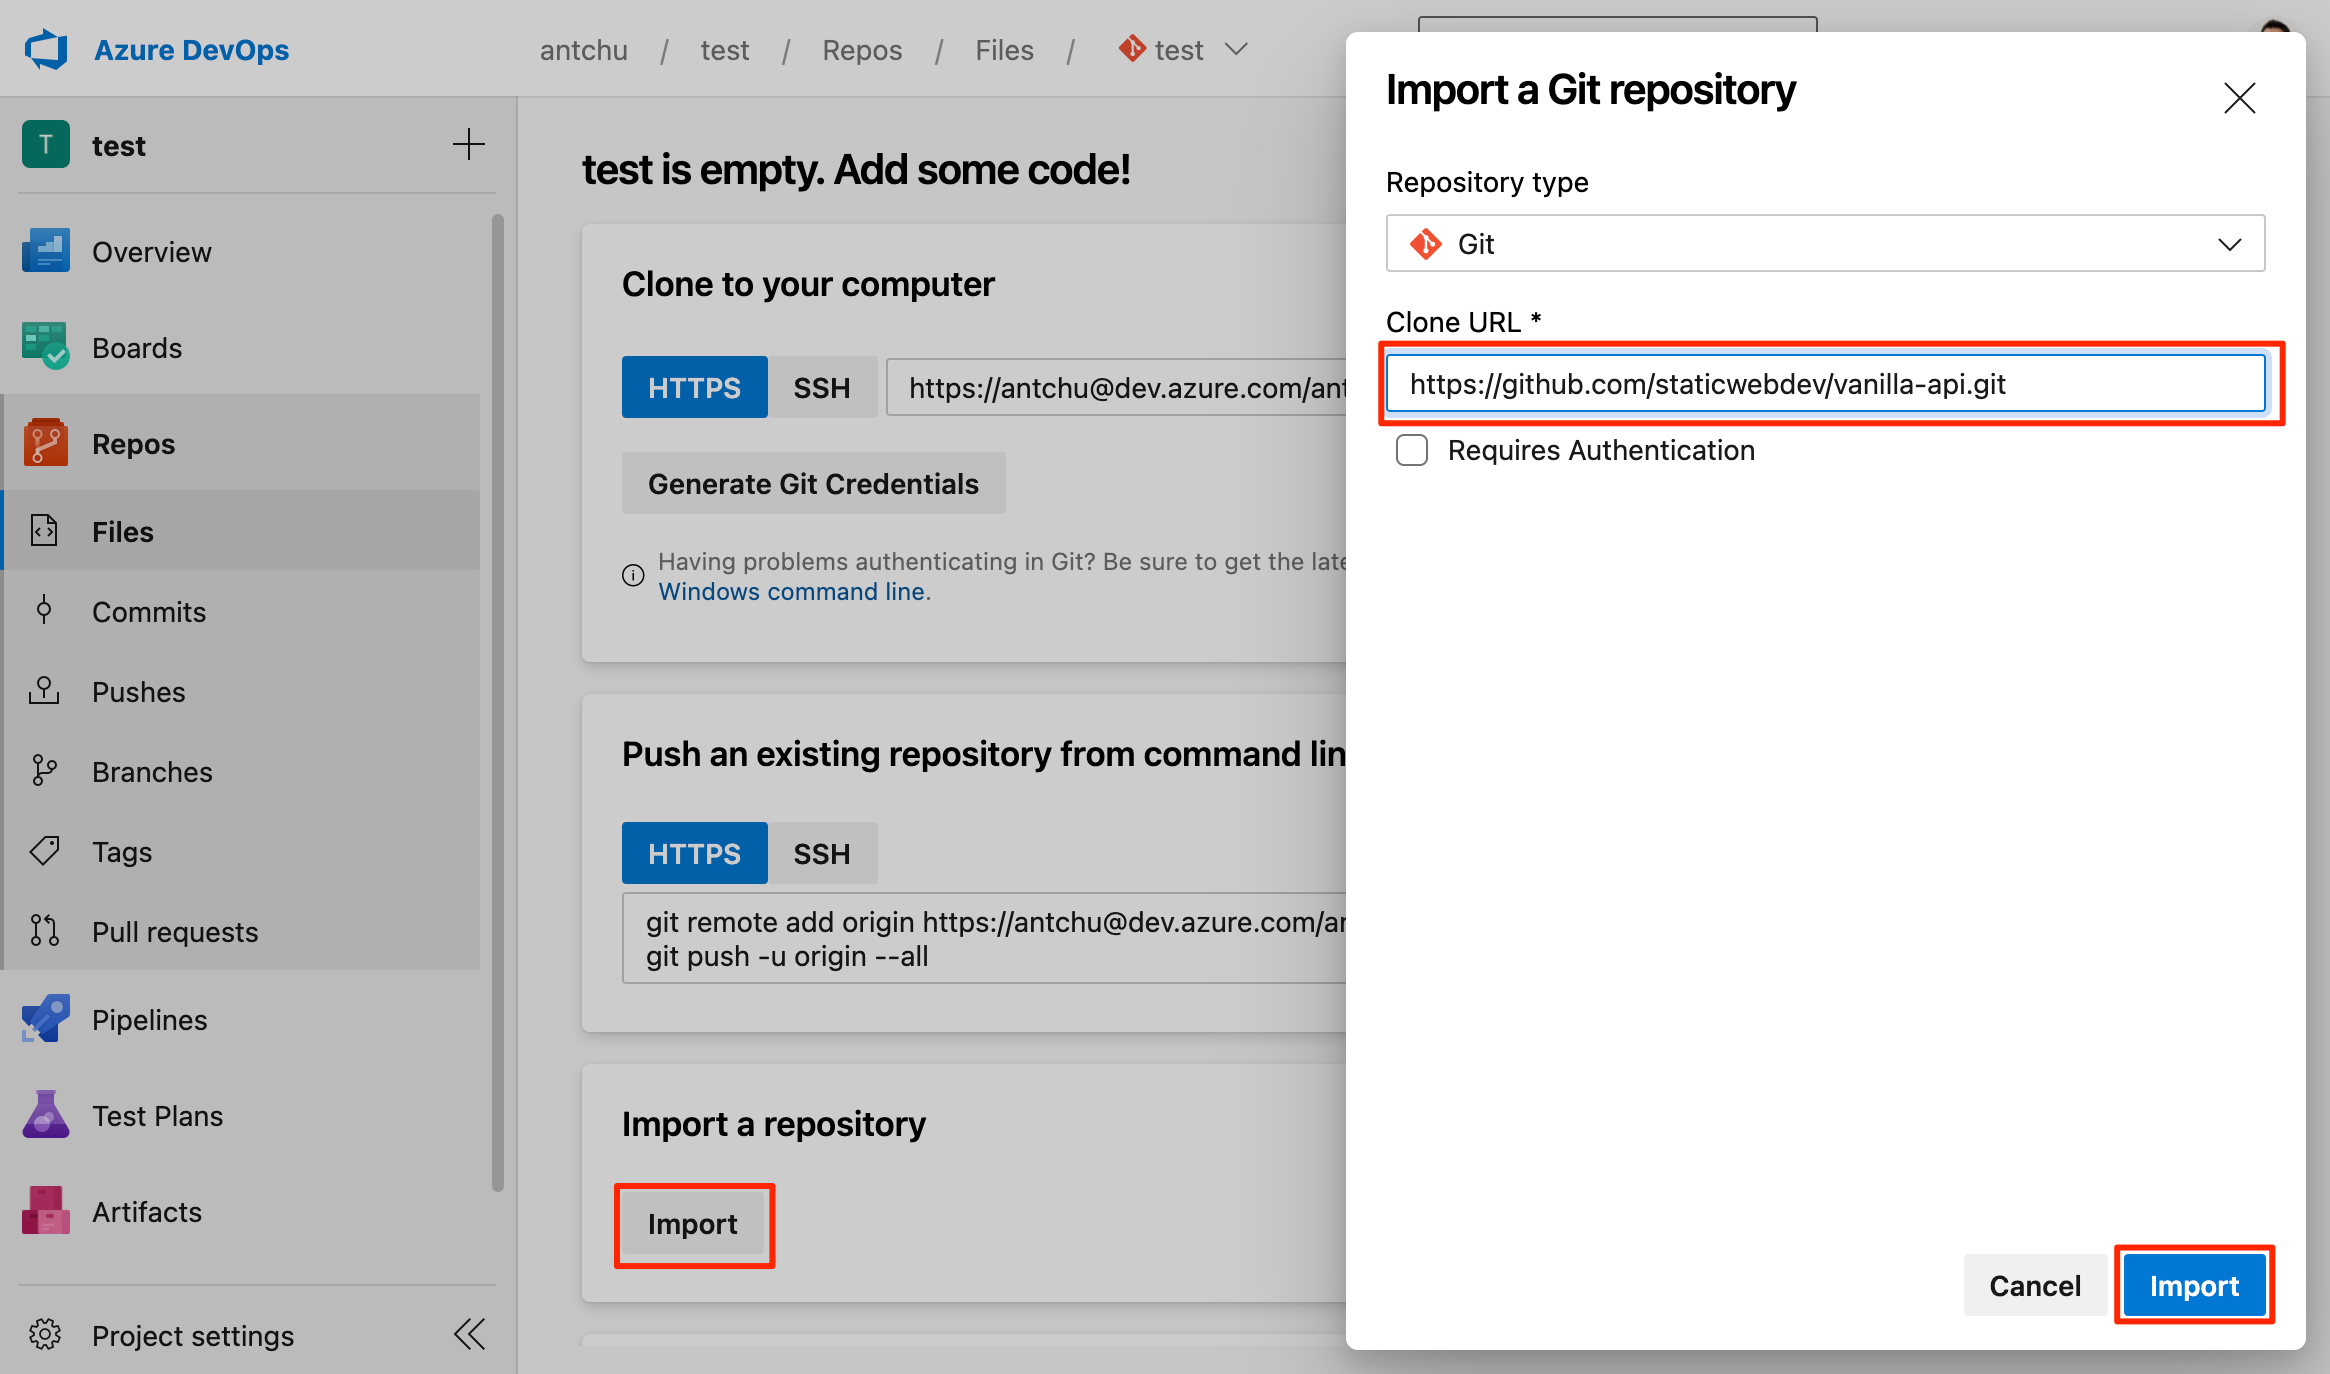 Azure DevOps
antchu / test / Repos / Files / test
T test
Overview
Boards
Repos
Files
Commits
Pushes
Branches
Tags
Pull requests
Pipelines
Test Plans
Artifacts
Project settings
test is empty. Add some code!
Clone to your computer
HTTPS SSH https://antchu@dev.azure.com/ant
Generate Git Credentials
Having problems authenticating in Git? Be sure to get the late
Windows command line.
Push an existing repository from command lin
HTTPS SSH
git remote add origin https://antchu@dev.azure.com/an
git push -u origin --all
Import a repository
Import
Import a Git repository
Repository type
Git
Clone URL *
https://github.com/staticwebdev/vanilla-api.git
Requires Authentication
Cancel Import